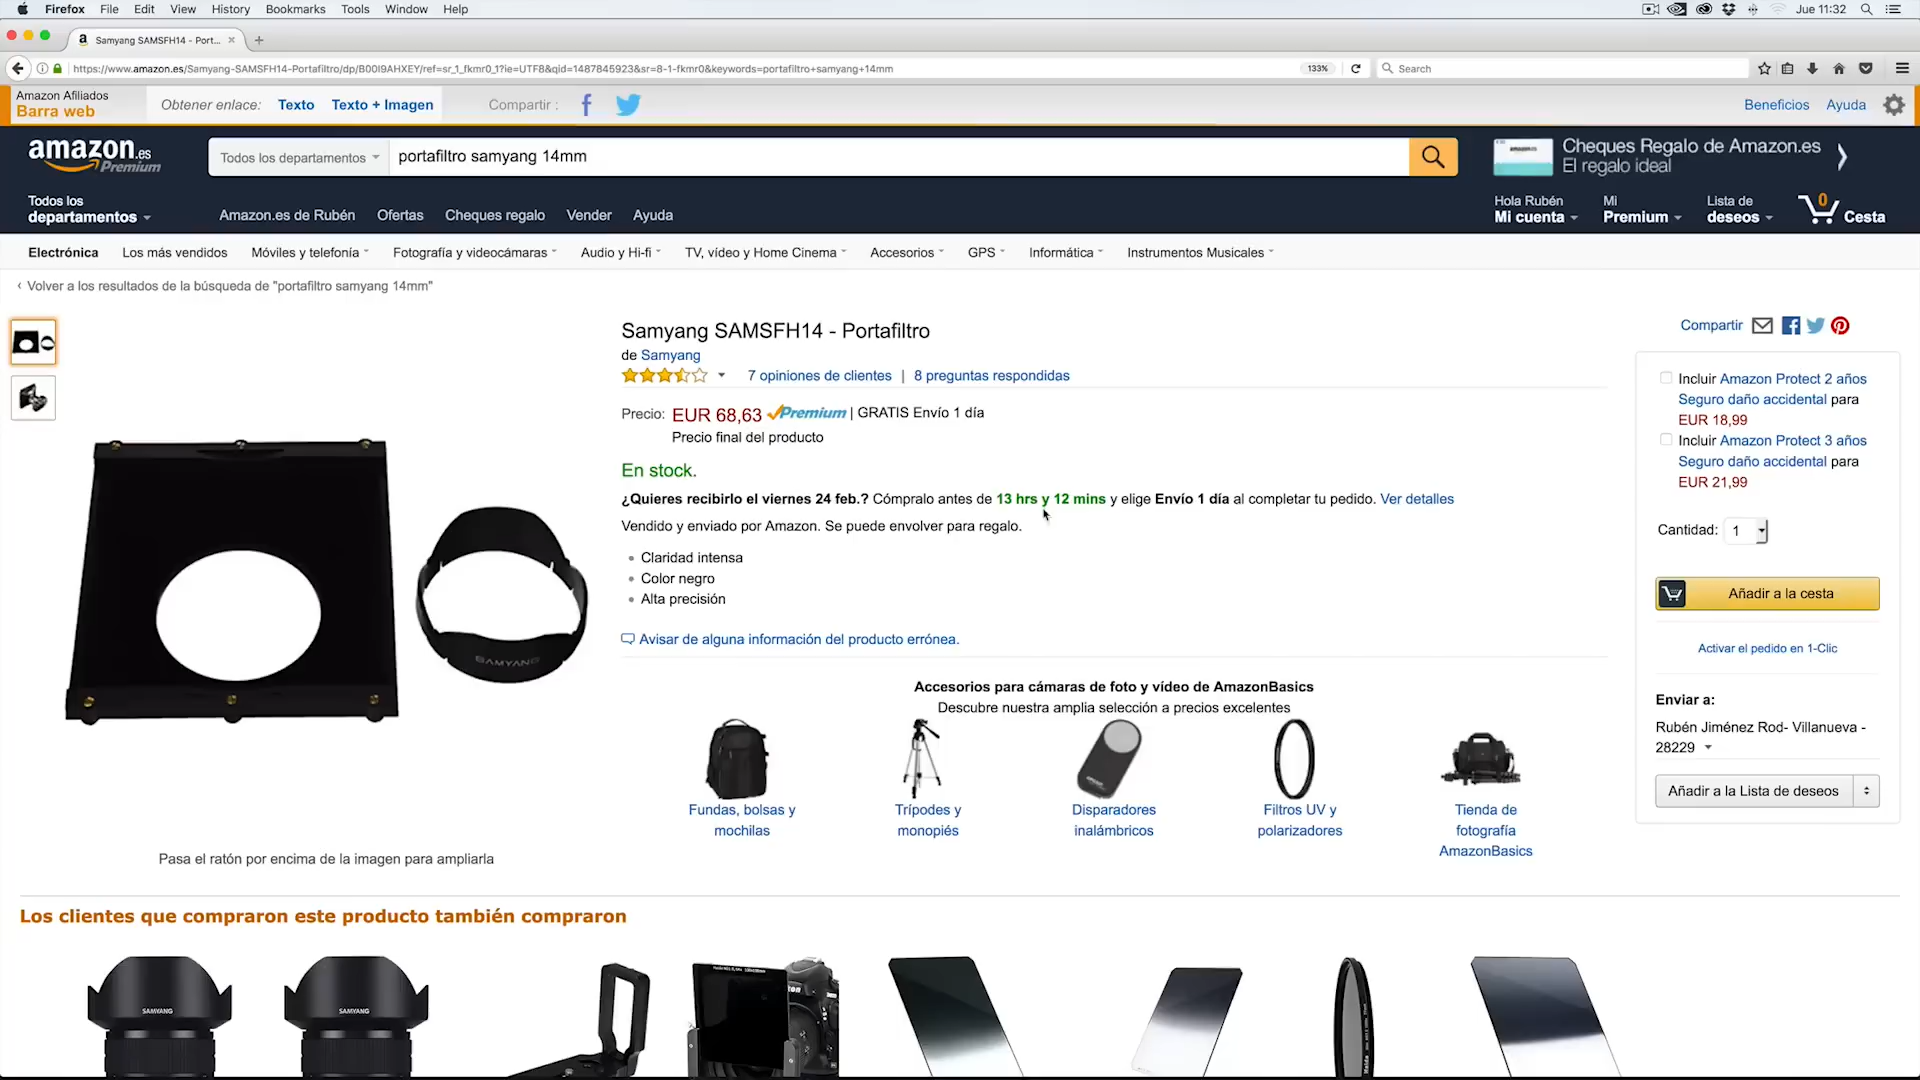 Firefox File Edit View History Bookmarks Tools Window Help Jue 11:32
Samyang SAMSFH14 - Port...
https://www.amazon.es/Samyang-SAMSFH14-Portafiltro/dp/B00I9AHXEY/ref=sr_1_fkmr0_1?ie=UTF8&qid=1487845923&sr=8-1-fkmr0&keywords=portafiltro+samyang+14mm 133% Search
Amazon Afiliados
Barra web
Obtener enlace: Texto Texto + Imagen Compartir : Beneficios Ayuda
amazon.es
Premium
Todos los departamentos portafiltro samyang 14mm
Cheques Regalo de Amazon.es
El regalo ideal
Todos los
departamentos
Amazon.es de Rubén Ofertas Cheques regalo Vender Ayuda
Hola Rubén
Mi cuenta
Mi
Premium
Lista de
deseos
0
Cesta
Electrónica Los más vendidos Móviles y telefonía Fotografía y videocámaras Audio y Hi-fi TV, vídeo y Home Cinema Accesorios GPS Informática Instrumentos Musicales
‹ Volver a los resultados de la búsqueda de "portafiltro samyang 14mm"
Samyang SAMSFH14 - Portafiltro
de Samyang
7 opiniones de clientes | 8 preguntas respondidas
Precio: EUR 68,63 Premium | GRATIS Envío 1 día
Precio final del producto
En stock.
¿Quieres recibirlo el viernes 24 feb.? Cómpralo antes de 13 hrs y 12 mins y elige Envío 1 día al completar tu pedido. Ver detalles
Vendido y enviado por Amazon. Se puede envolver para regalo.
Claridad intensa
Color negro
Alta precisión
Avisar de alguna información del producto errónea.
SAMYANG
Pasa el ratón por encima de la imagen para ampliarla
Accesorios para cámaras de foto y vídeo de AmazonBasics
Descubre nuestra amplia selección a precios excelentes
Fundas, bolsas y
mochilas
Trípodes y
monopiés
Disparadores
inalámbricos
Filtros UV y
polarizadores
Tienda de
fotografía
AmazonBasics
Compartir
Incluir Amazon Protect 2 años
Seguro daño accidental para
EUR 18,99
Incluir Amazon Protect 3 años
Seguro daño accidental para
EUR 21,99
Cantidad: 1
Añadir a la cesta
Activar el pedido en 1-Clic
Enviar a:
Rubén Jiménez Rod- Villanueva -
28229
Añadir a la Lista de deseos
Los clientes que compraron este producto también compraron
SAMYANG
SAMYANG